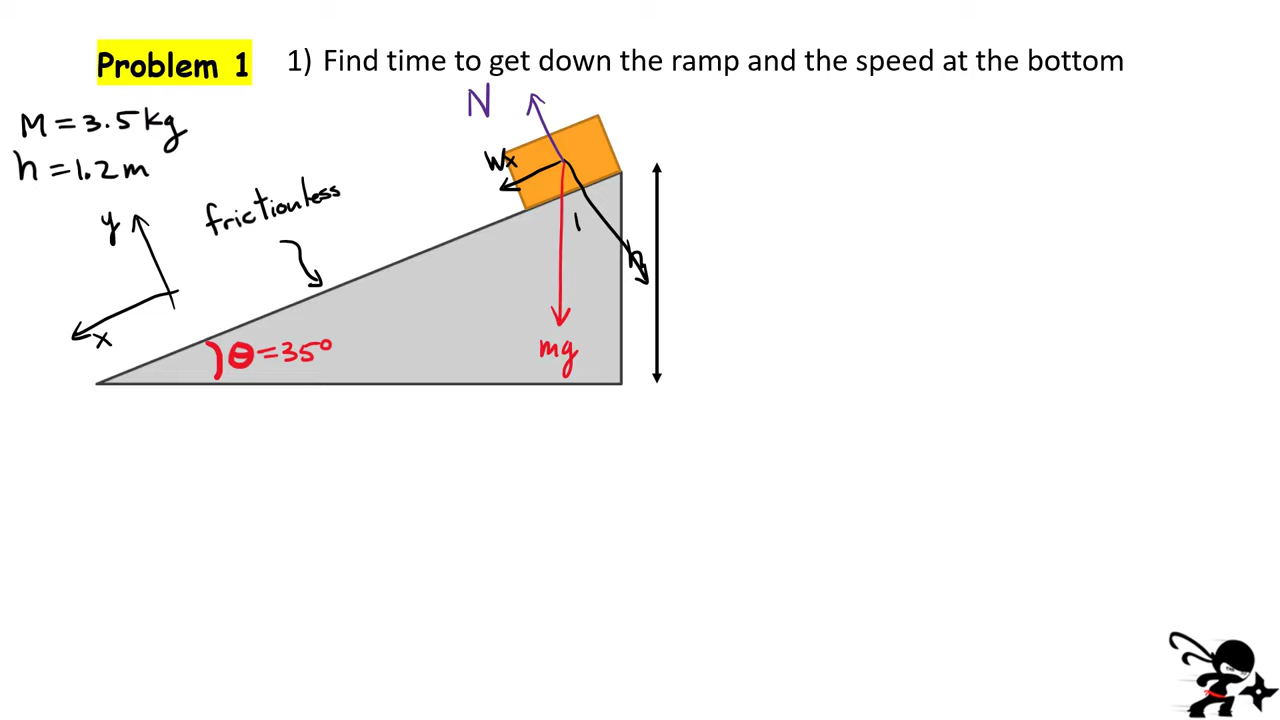 Problem 1
1) Find time to get down the ramp and the speed at the bottom
M = 3.5 kg
h = 1.2 m
N
Wx
y
frictionless
h
x
θ = 35°
mg